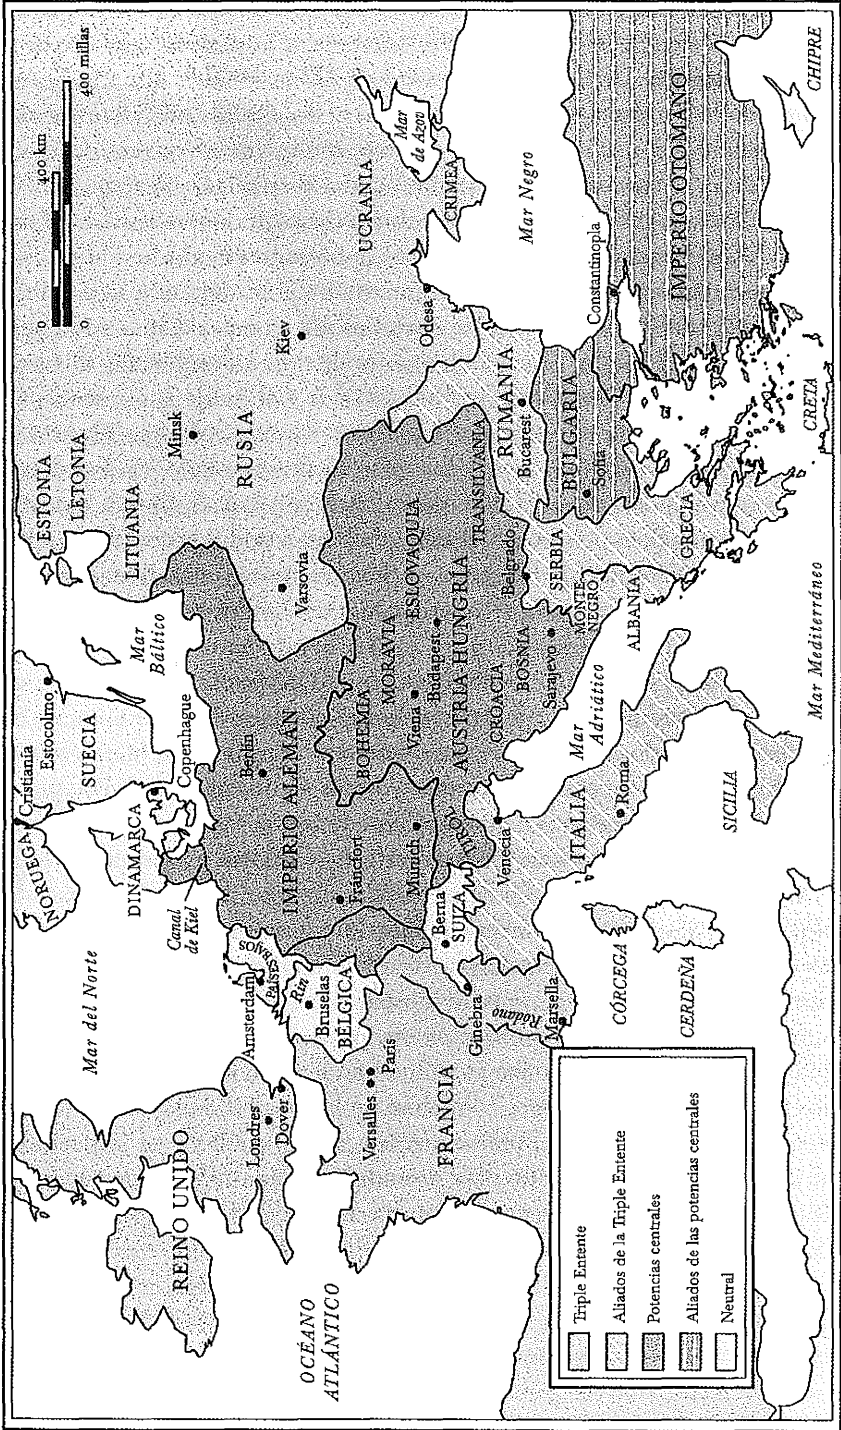 0 400 km
0 400 millas
NORUEGA
Cristianía
Estocolmo
SUECIA
ESTONIA
LETONIA
LITUANIA
Mar
Báltico
Mar del Norte
DINAMARCA
Copenhague
Canal
de Kiel
REINO UNIDO
Londres
Dover
Amsterdam
PAÍSES BAJOS
Rin
Bruselas
BÉLGICA
Berlín
IMPERIO ALEMÁN
Francfort
Munich
Varsovia
Minsk
RUSIA
Kiev
UCRANIA
Odesa
CRIMEA
Mar
de Azov
Mar Negro
OCÉANO
ATLÁNTICO
Versalles
París
FRANCIA
Ginebra
Ródano
Marsella
Berna
SUIZA
TIROL
BOHEMIA
MORAVIA
ESLOVAQUIA
Viena
Budapest
AUSTRIA-HUNGRÍA
TRANSILVANIA
CROACIA
BOSNIA
Sarajevo
Belgrado
SERBIA
MONTE-
NEGRO
ALBANIA
RUMANIA
Bucarest
BULGARIA
Sofía
GRECIA
Constantinopla
IMPERIO OTOMANO
Venecia
Mar
Adriático
ITALIA
Roma
CÓRCEGA
CERDEÑA
SICILIA
Mar Mediterráneo
CRETA
CHIPRE
Triple Entente
Aliados de la Triple Entente
Potencias centrales
Aliados de las potencias centrales
Neutral